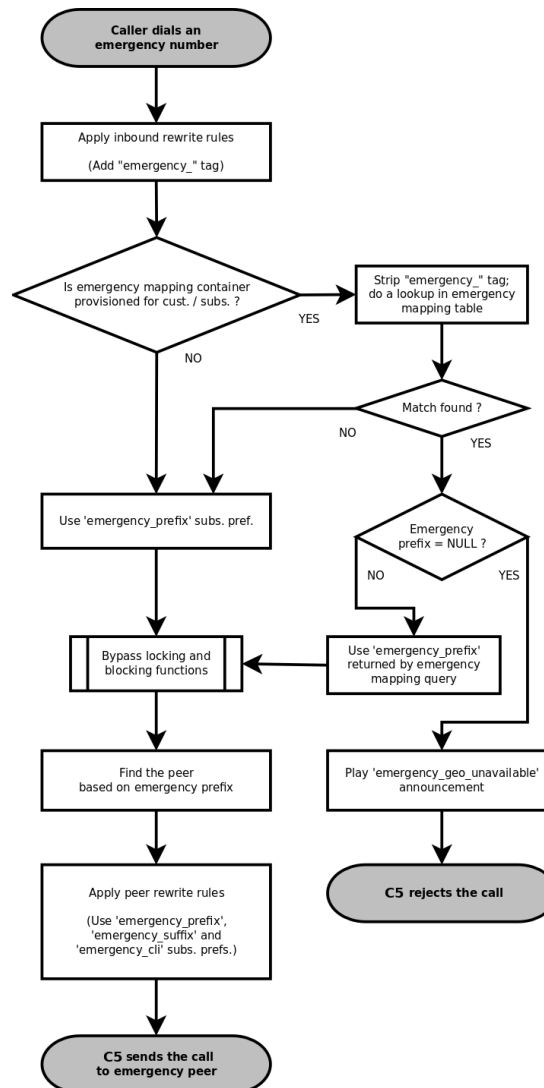 Caller dials an
emergency number
Apply inbound rewrite rules
(Add "emergency_" tag)
Is emergency mapping container
provisioned for cust. / subs. ?
YES
NO
Strip "emergency_" tag;
do a lookup in emergency
mapping table
Match found ?
NO
YES
Use 'emergency_prefix' subs. pref.
Emergency
prefix = NULL ?
NO
YES
Bypass locking and
blocking functions
Use 'emergency_prefix'
returned by emergency
mapping query
Find the peer
based on emergency prefix
Play 'emergency_geo_unavailable'
announcement
Apply peer rewrite rules
(Use 'emergency_prefix',
'emergency_suffix' and
'emergency_cli' subs. prefs.)
C5 rejects the call
C5 sends the call
to emergency peer